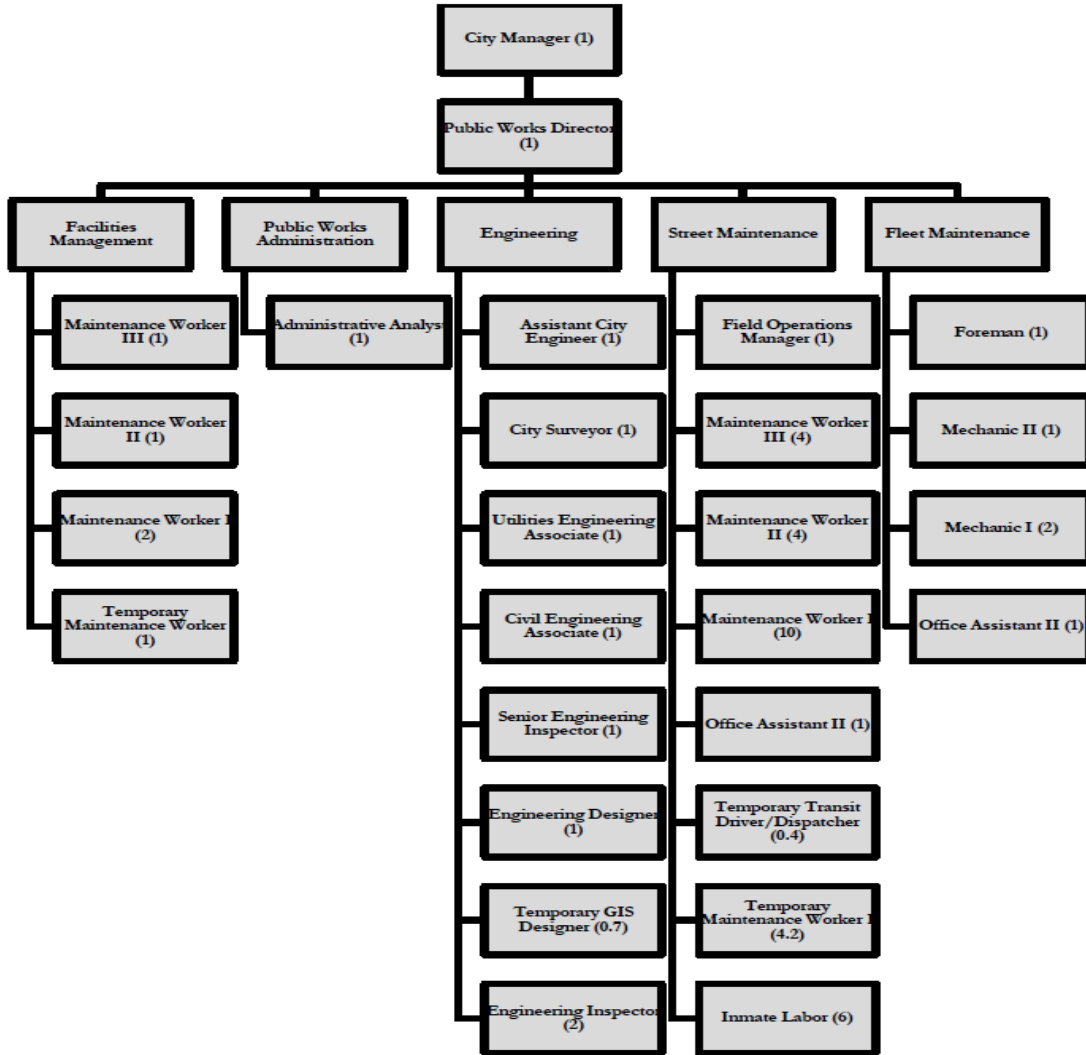 City Manager (1)
Public Works Director
(1)
Facilities
Management
Public Works
Administration
Engineering
Street Maintenance
Fleet Maintenance
Maintenance Worker
III (1)
Maintenance Worker
II (1)
Maintenance Worker I
(2)
Temporary
Maintenance Worker
(1)
Administrative Analyst
(1)
Assistant City
Engineer (1)
City Surveyor (1)
Utilities Engineering
Associate (1)
Civil Engineering
Associate (1)
Senior Engineering
Inspector (1)
Engineering Designer
(1)
Temporary GIS
Designer (0.7)
Engineering Inspector
(2)
Field Operations
Manager (1)
Maintenance Worker
III (4)
Maintenance Worker
II (4)
Maintenance Worker I
(10)
Office Assistant II (1)
Temporary Transit
Driver/Dispatcher
(0.4)
Temporary
Maintenance Worker I
(4.2)
Inmate Labor (6)
Foreman (1)
Mechanic II (1)
Mechanic I (2)
Office Assistant II (1)